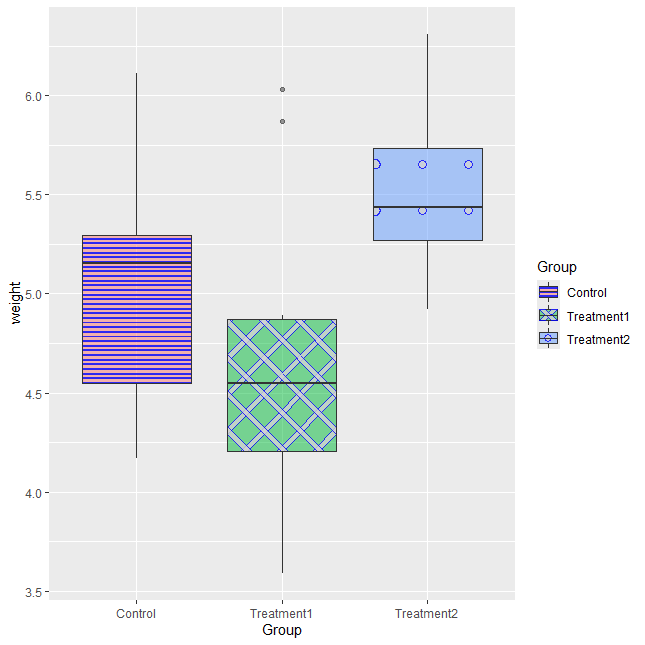 weight
6.0
5.5
5.0
4.5
4.0
3.5
Control Treatment1 Treatment2
Group
Group
Control
Treatment1
Treatment2